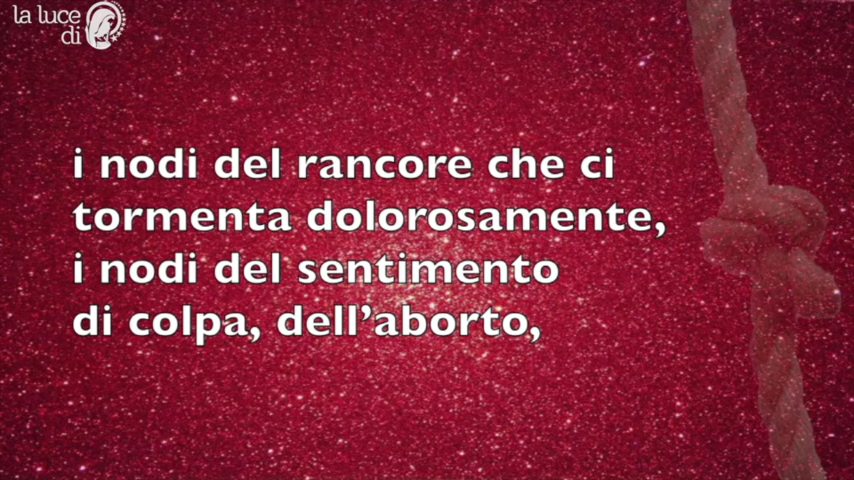 la luce
di
i nodi del rancore che ci
tormenta dolorosamente,
i nodi del sentimento
di colpa, dell’aborto,